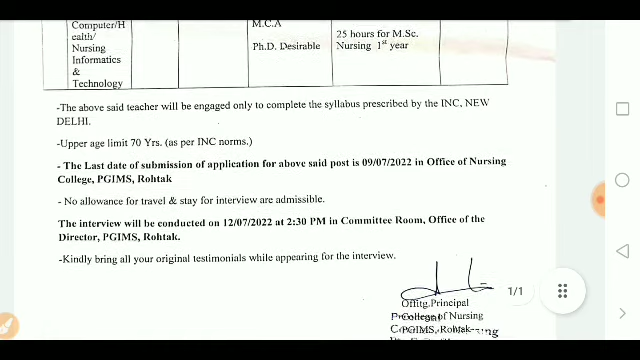 Computer/H
ealth/
Nursing
Informatics
&
Technology
M.C.A
Ph.D. Desirable
25 hours for M.Sc.
Nursing 1st year
-The above said teacher will be engaged only to complete the syllabus prescribed by the INC, NEW
DELHI.
-Upper age limit 70 Yrs. (as per INC norms.)
- The Last date of submission of application for above said post is 09/07/2022 in Office of Nursing
College, PGIMS, Rohtak
- No allowance for travel & stay for interview are admissible.
The interview will be conducted on 12/07/2022 at 2:30 PM in Committee Room, Office of the
Director, PGIMS, Rohtak.
-Kindly bring all your original testimonials while appearing for the interview.
1/1
Offitg.Principal
College of Nursing
PGIMS, Rohtak